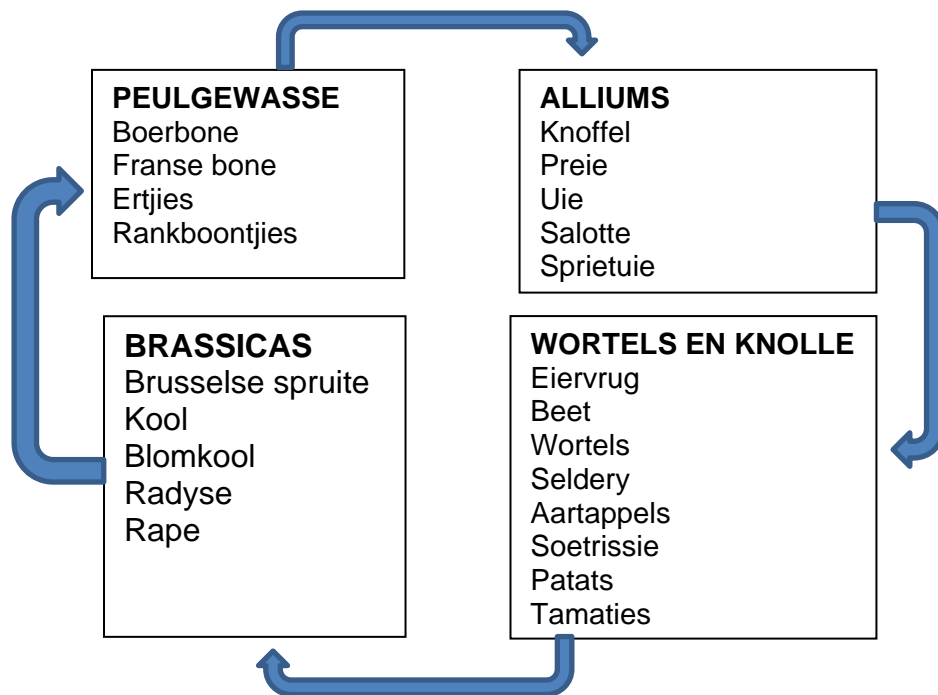 PEULGEWASSE
Boerbone
Franse bone
Ertjies
Rankboontjies
ALLIUMS
Knoffel
Preie
Uie
Salotte
Sprietuie
BRASSICAS
Brusselse spruite
Kool
Blomkool
Radyse
Rape
WORTELS EN KNOLLE
Eiervrug
Beet
Wortels
Seldery
Aartappels
Soetrissie
Patats
Tamaties